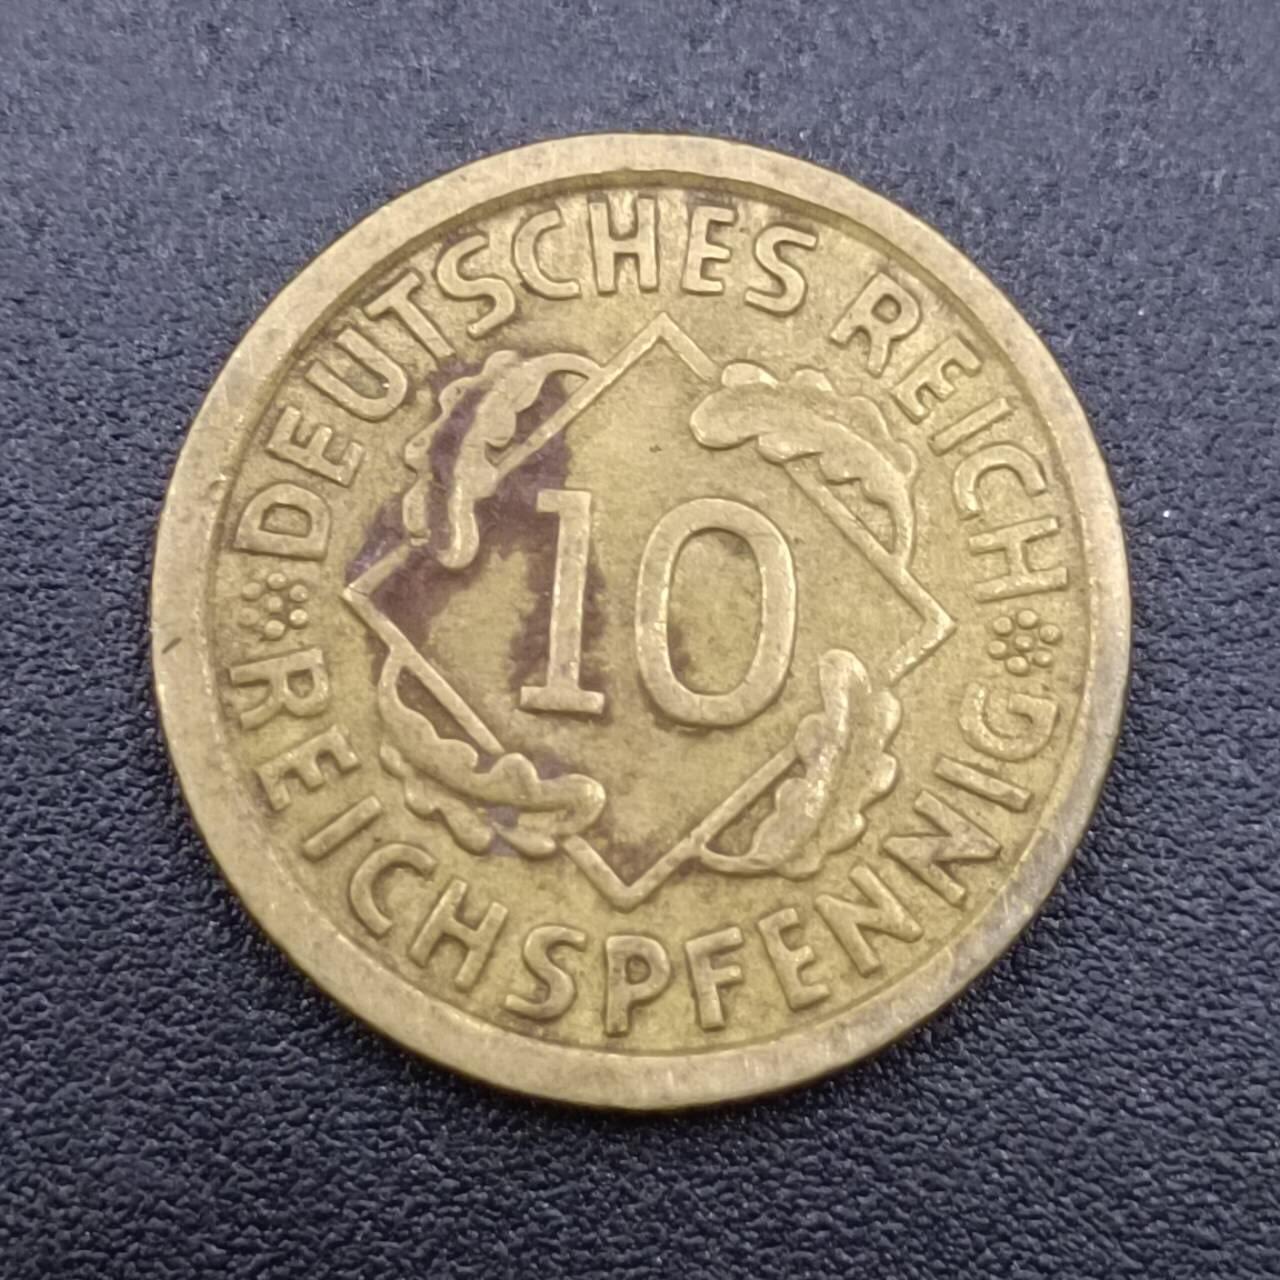 DEUTSCHES REICH
10
REICHSPFENNIG